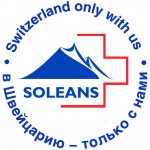 • Switzerland only with us •
SOLEANS
в Швейцарию – только с нами